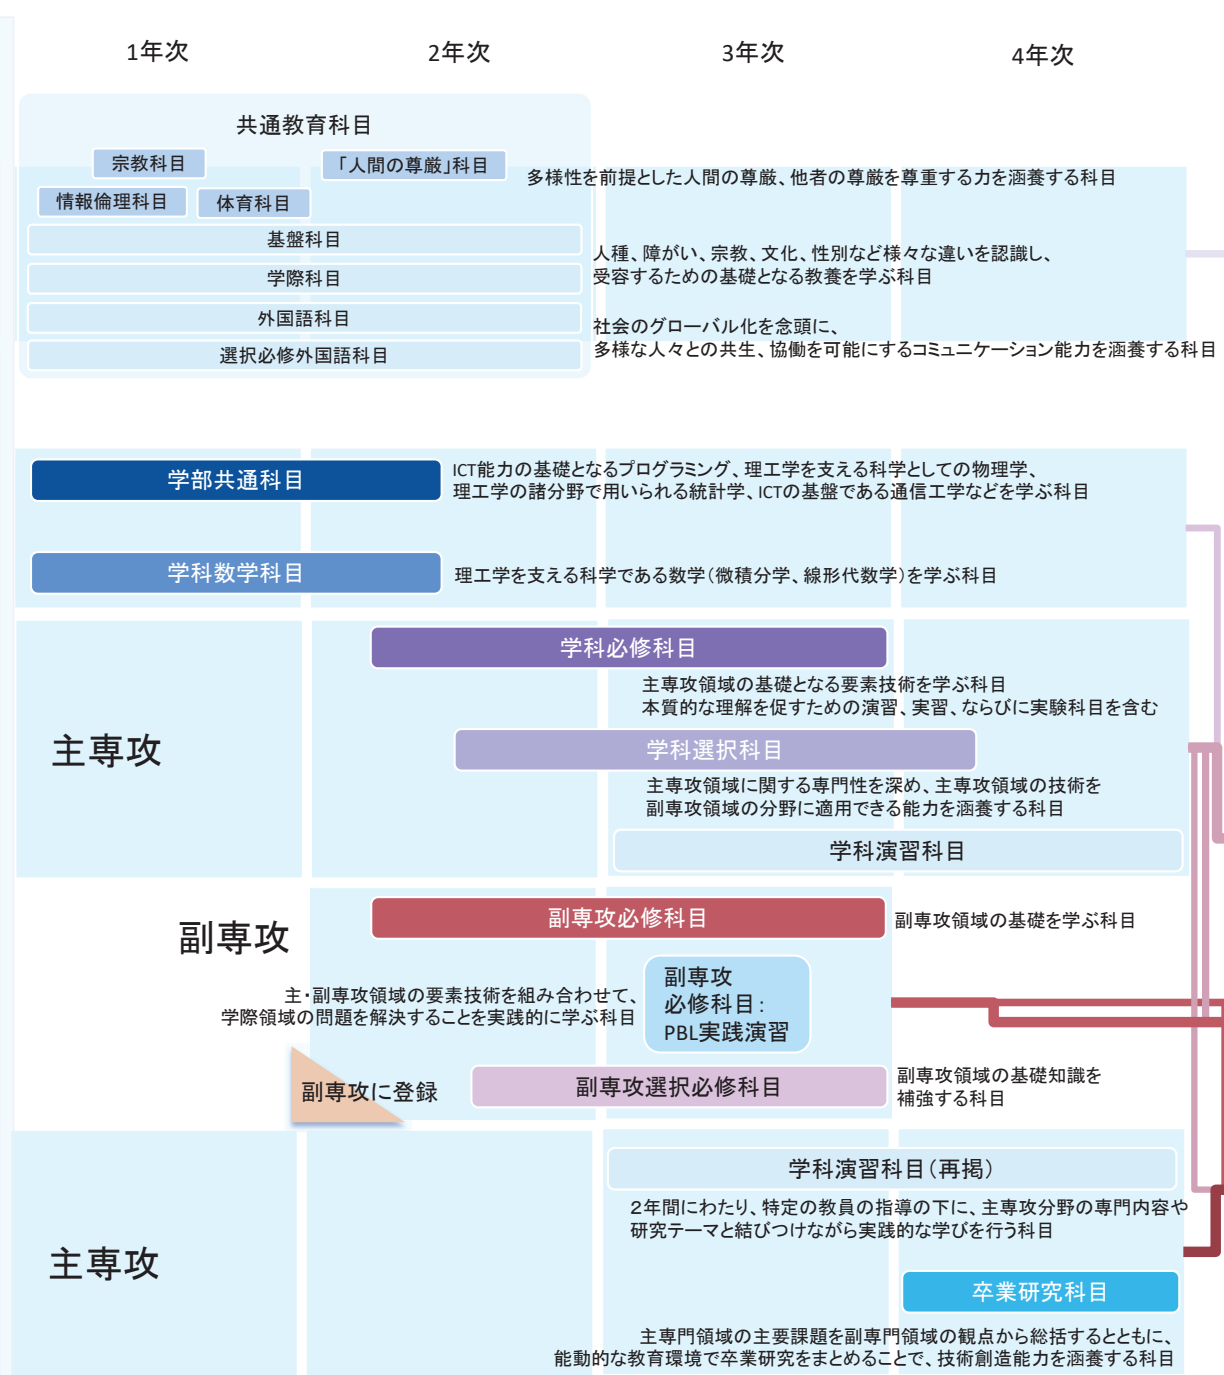 1年次
2年次
3年次
4年次
共通教育科目
宗教科目
「人間の尊厳」科目
多様性を前提とした人間の尊厳、他者の尊厳を尊重する力を涵養する科目
情報倫理科目
体育科目
基盤科目
人種、障がい、宗教、文化、性別など様々な違いを認識し、
受容するための基礎となる教養を学ぶ科目
学際科目
外国語科目
社会のグローバル化を念頭に、
多様な人々との共生、協働を可能にするコミュニケーション能力を涵養する科目
選択必修外国語科目
学部共通科目
ICT能力の基礎となるプログラミング、理工学を支える科学としての物理学、
理工学の諸分野で用いられる統計学、ICTの基盤である通信工学などを学ぶ科目
学科数学科目
理工学を支える科学である数学（微積分学、線形代数学）を学ぶ科目
主専攻
学科必修科目
主専攻領域の基礎となる要素技術を学ぶ科目
本質的な理解を促すための演習、実習、ならびに実験科目を含む
学科選択科目
主専攻領域に関する専門性を深め、主専攻領域の技術を
副専攻領域の分野に適用できる能力を涵養する科目
学科演習科目
副専攻
副専攻必修科目
副専攻領域の基礎を学ぶ科目
主・副専攻領域の要素技術を組み合わせて、
学際領域の問題を解決することを実践的に学ぶ科目
副専攻
必修科目：
PBL実践演習
副専攻に登録
副専攻選択必修科目
副専攻領域の基礎知識を
補強する科目
主専攻
学科演習科目（再掲）
２年間にわたり、特定の教員の指導の下に、主専攻分野の専門内容や
研究テーマと結びつけながら実践的な学びを行う科目
卒業研究科目
主専門領域の主要課題を副専門領域の観点から総括するとともに、
能動的な教育環境で卒業研究をまとめることで、技術創造能力を涵養する科目